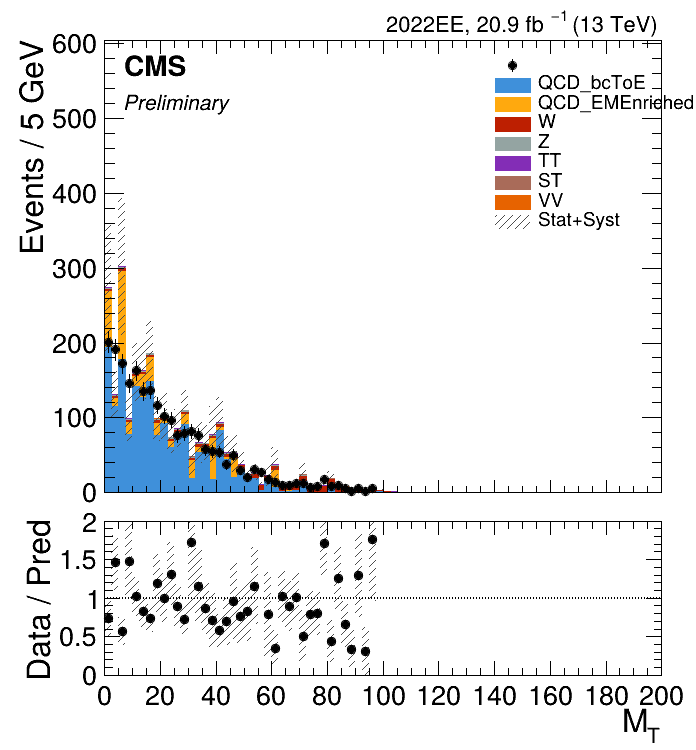 2022EE, 20.9 fb⁻¹ (13 TeV)
Events / 5 GeV
600
500
400
300
200
100
0
CMS
Preliminary
QCD_bcToE
QCD_EMEnriehed
W
Z
TT
ST
VV
Stat+Syst
Data / Pred
2
1.5
1
0.5
0
0 20 40 60 80 100 120 140 160 180 200
M_T